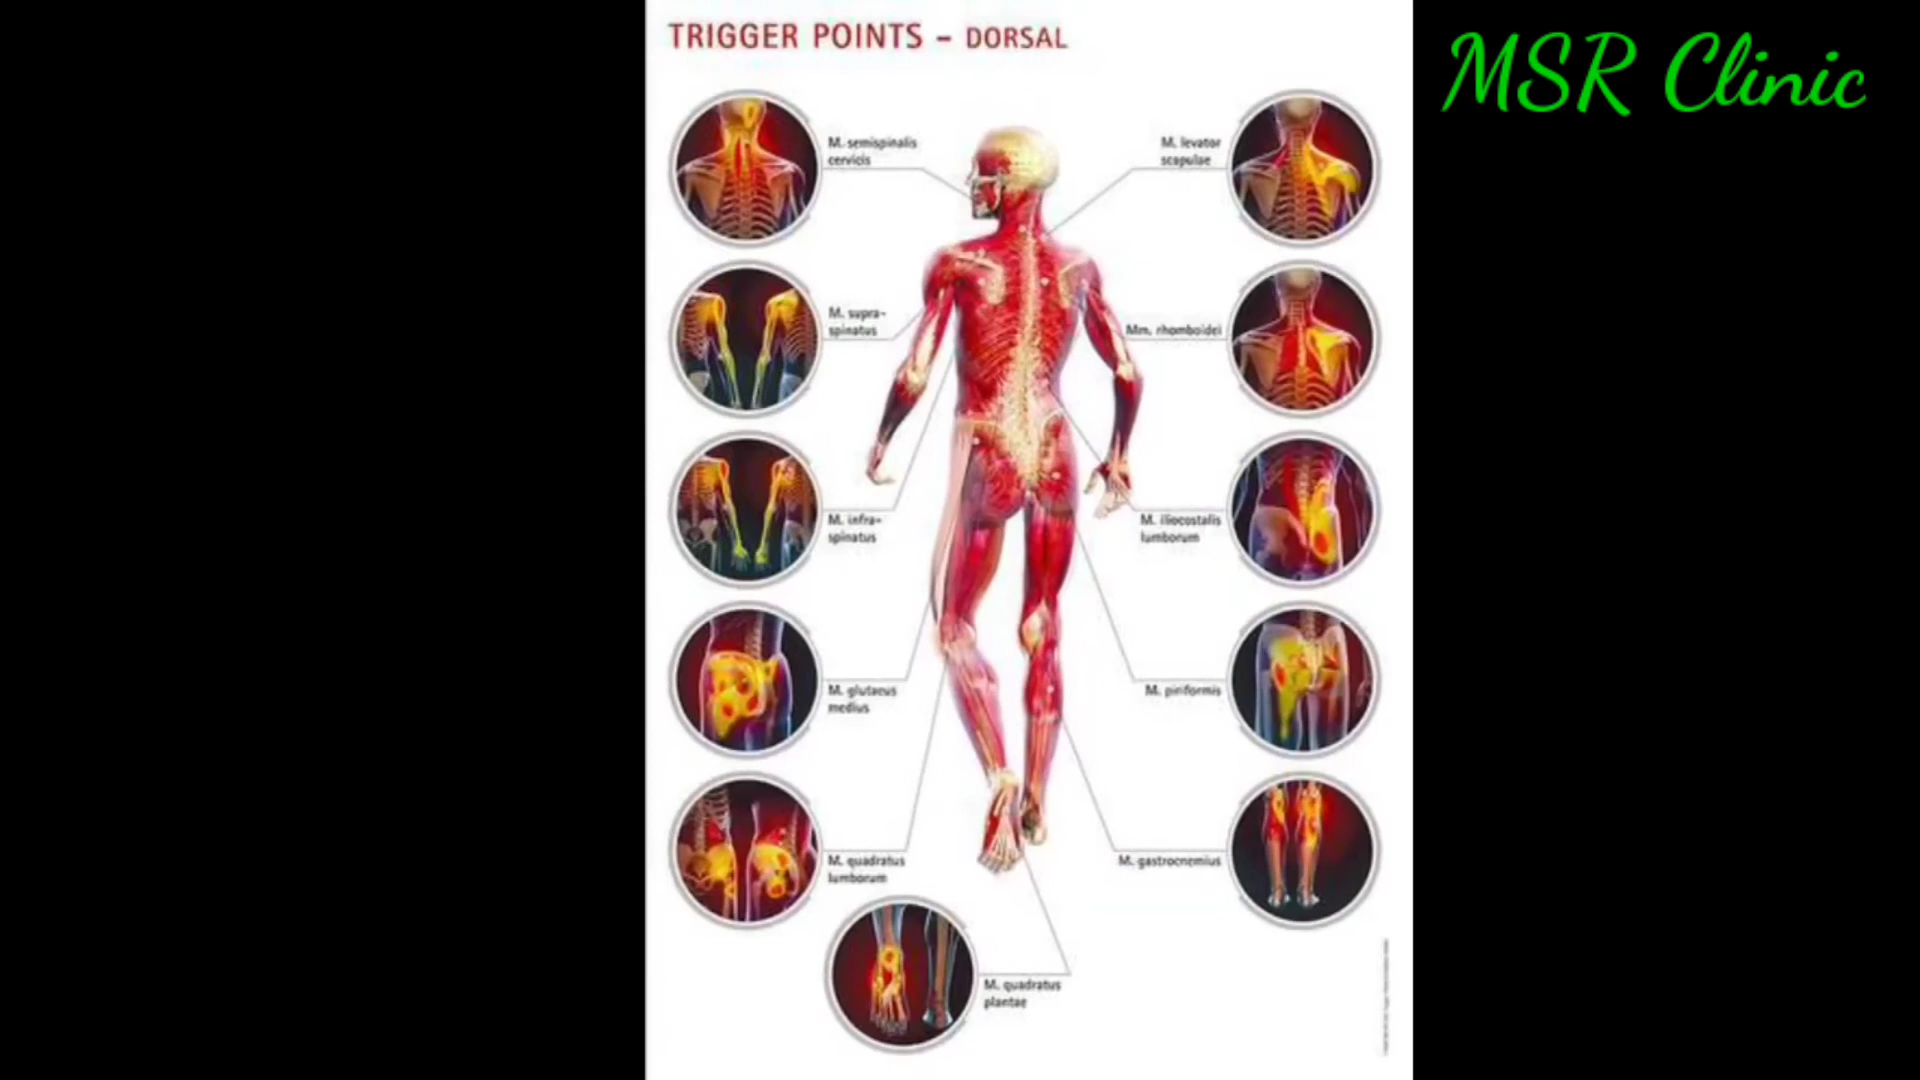 TRIGGER POINTS - DORSAL
MSR Clinic
M. semispinalis
cervicis
M. levator
scapulae
M. supra-
spinatus
Mm. rhomboidei
M. infra-
spinatus
M. iliocostalis
lumborum
M. glutaeus
medius
M. piriformis
M. quadratus
lumborum
M. gastrocnemius
M. quadratus
plantae